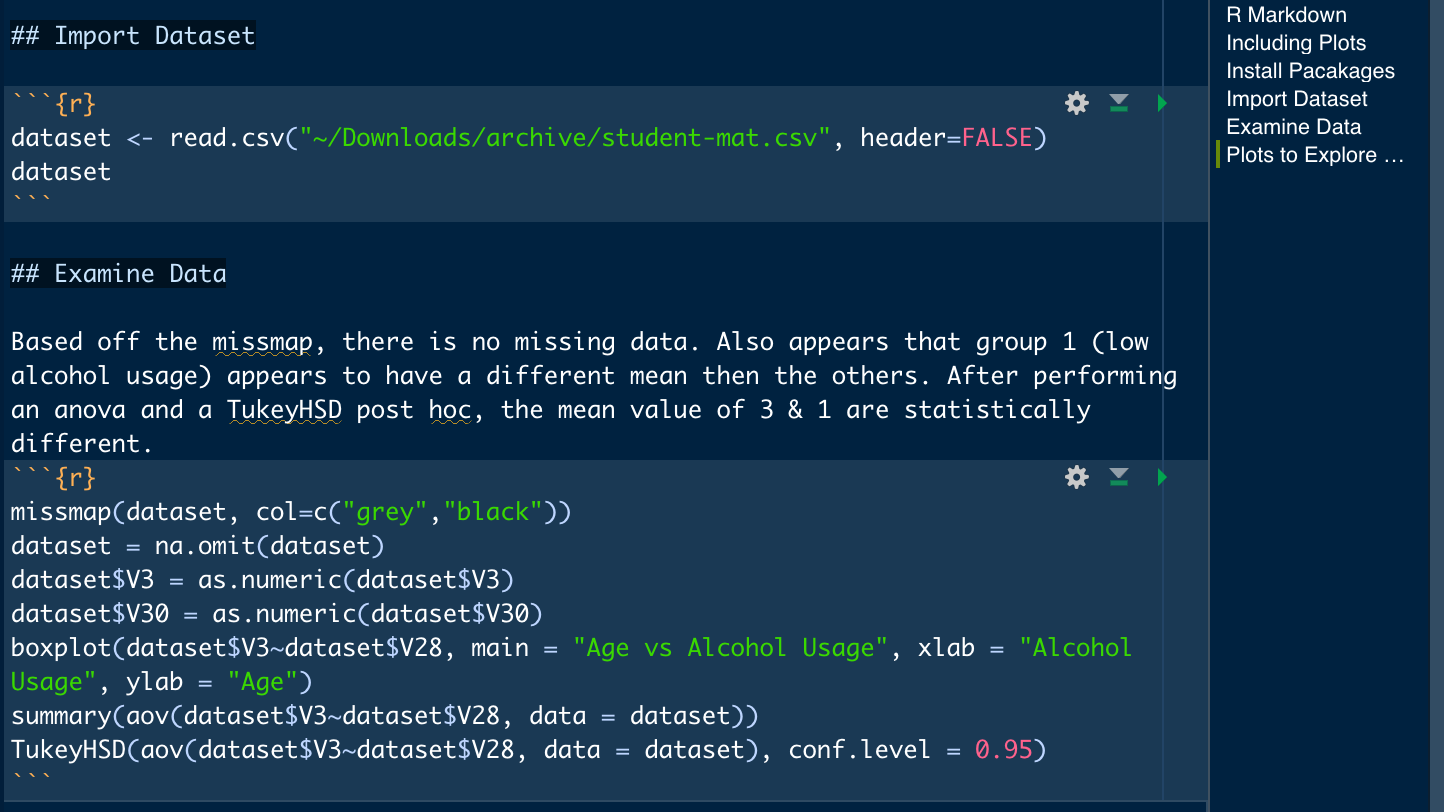 ## Import Dataset
```{r}
dataset <- read.csv("~/Downloads/archive/student-mat.csv", header=FALSE)
dataset
```
## Examine Data
Based off the missmap, there is no missing data. Also appears that group 1 (low
alcohol usage) appears to have a different mean then the others. After performing
an anova and a TukeyHSD post hoc, the mean value of 3 & 1 are statistically
different.
```{r}
missmap(dataset, col=c("grey","black"))
dataset = na.omit(dataset)
dataset$V3 = as.numeric(dataset$V3)
dataset$V30 = as.numeric(dataset$V30)
boxplot(dataset$V3~dataset$V28, main = "Age vs Alcohol Usage", xlab = "Alcohol
Usage", ylab = "Age")
summary(aov(dataset$V3~dataset$V28, data = dataset))
TukeyHSD(aov(dataset$V3~dataset$V28, data = dataset), conf.level = 0.95)
```
R Markdown
Including Plots
Install Pacakages
Import Dataset
Examine Data
Plots to Explore …